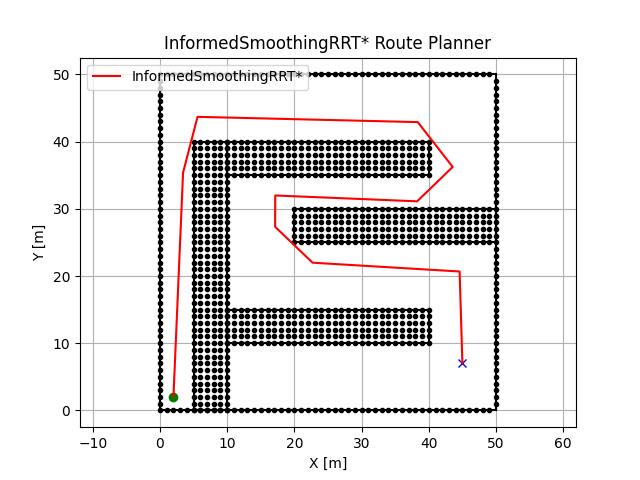 InformedSmoothingRRT* Route Planner
InformedSmoothingRRT*
50
40
30
20
10
0
Y [m]
−10 0 10 20 30 40 50 60
X [m]